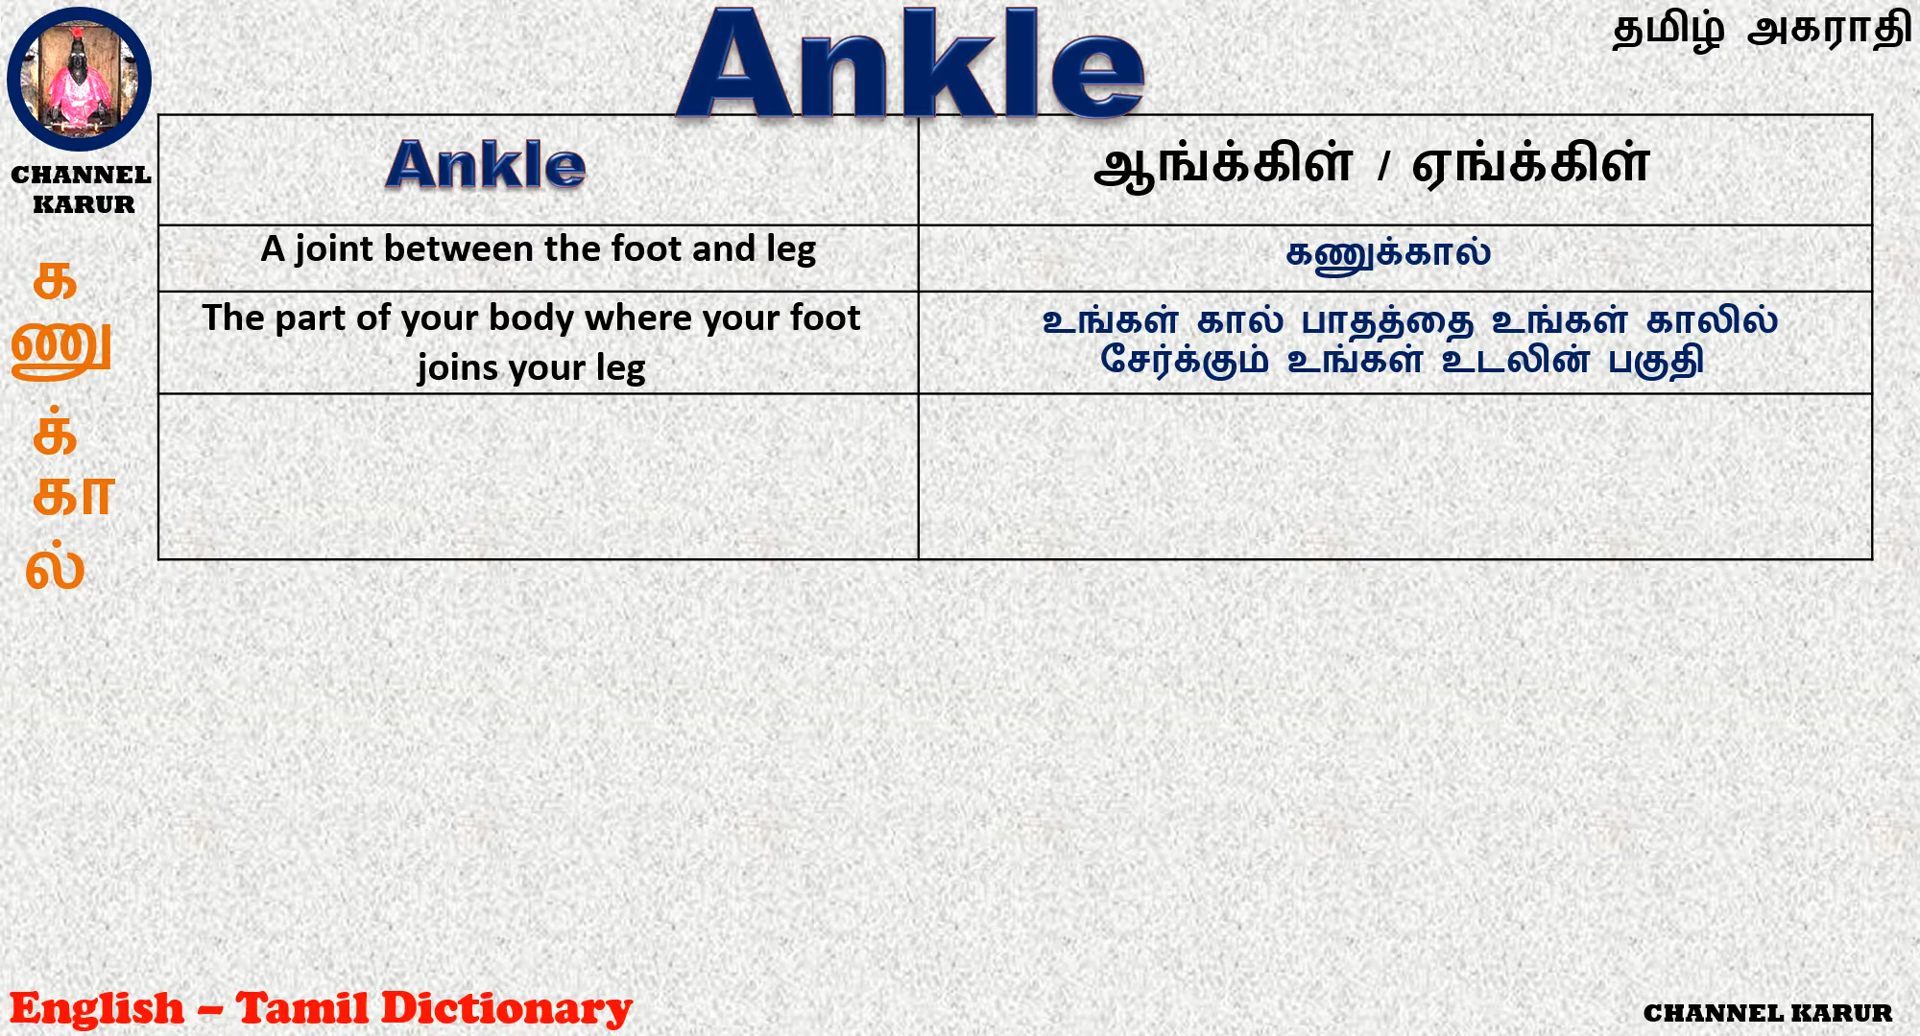 Ankle
தமிழ் அகராதி
CHANNEL
KARUR
Ankle
ஆங்க்கிள் / ஏங்க்கிள்
A joint between the foot and leg
கணுக்கால்
The part of your body where your foot
joins your leg
உங்கள் கால் பாதத்தை உங்கள் காலில்
சேர்க்கும் உங்கள் உடலின் பகுதி
க
ணு
க்
கா
ல்
English – Tamil Dictionary
CHANNEL KARUR